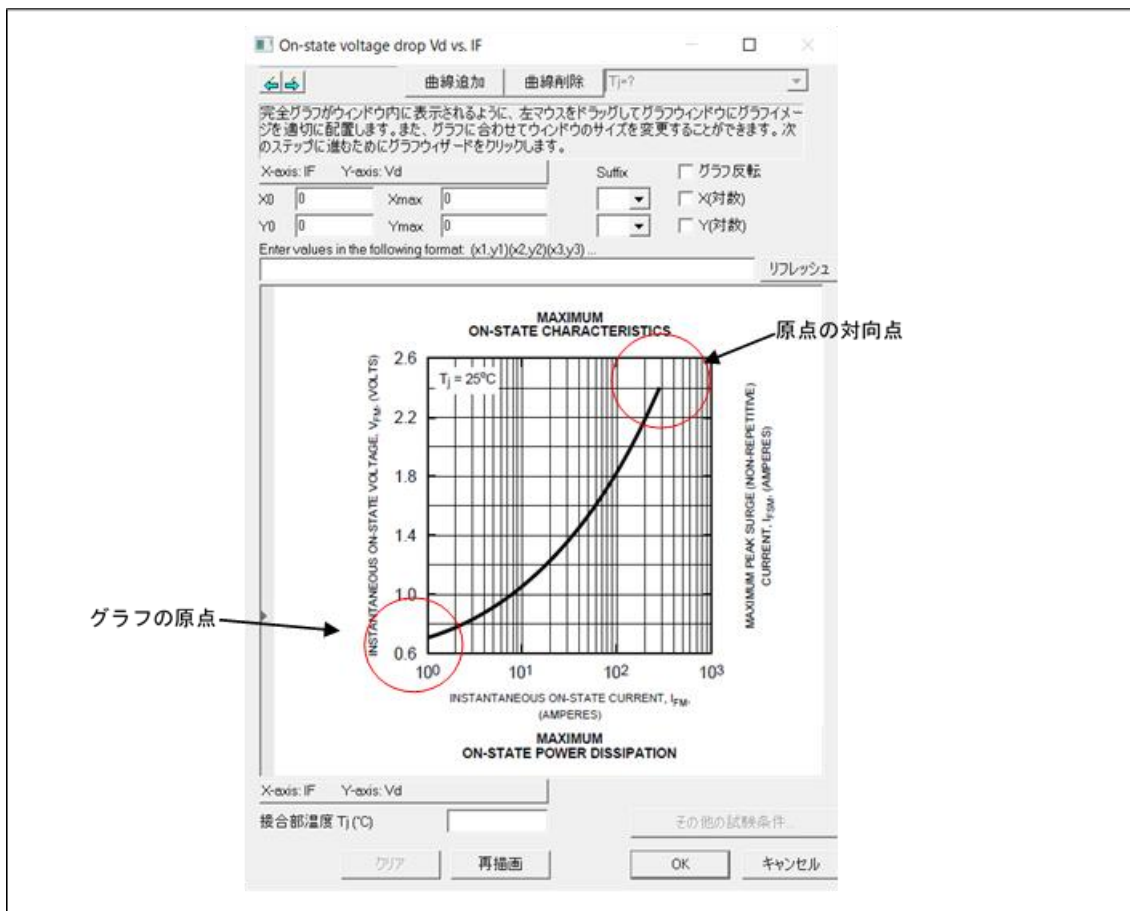 On-state voltage drop Vd vs. IF
曲線追加 曲線削除 Tj=?
完全グラフがウィンドウ内に表示されるように、左マウスをドラッグしてグラフウィンドウにグラフイメー
ジを適切に配置します。また、グラフに合わせてウィンドウのサイズを変更することができます。次
のステップに進むためにグラフウィザードをクリックします。
X-axis: IF Y-axis: Vd Suffix グラフ反転
X0 0 Xmax 0 X(対数)
Y0 0 Ymax 0 Y(対数)
Enter values in the following format: (x1,y1)(x2,y2)(x3,y3) ...
リフレッシュ
MAXIMUM
ON-STATE CHARACTERISTICS
原点の対向点
INSTANTANEOUS ON-STATE VOLTAGE, VFM, (VOLTS)
2.6
Tj = 25°C
2.2
1.8
1.4
1.0
0.6
グラフの原点
10⁰ 10¹ 10² 10³
INSTANTANEOUS ON-STATE CURRENT, IFM,
(AMPERES)
MAXIMUM PEAK SURGE (NON-REPETITIVE)
CURRENT, IFSM, (AMPERES)
MAXIMUM
ON-STATE POWER DISSIPATION
X-axis: IF Y-axis: Vd
接合部温度 Tj (℃) その他の試験条件...
クリア 再描画 OK キャンセル